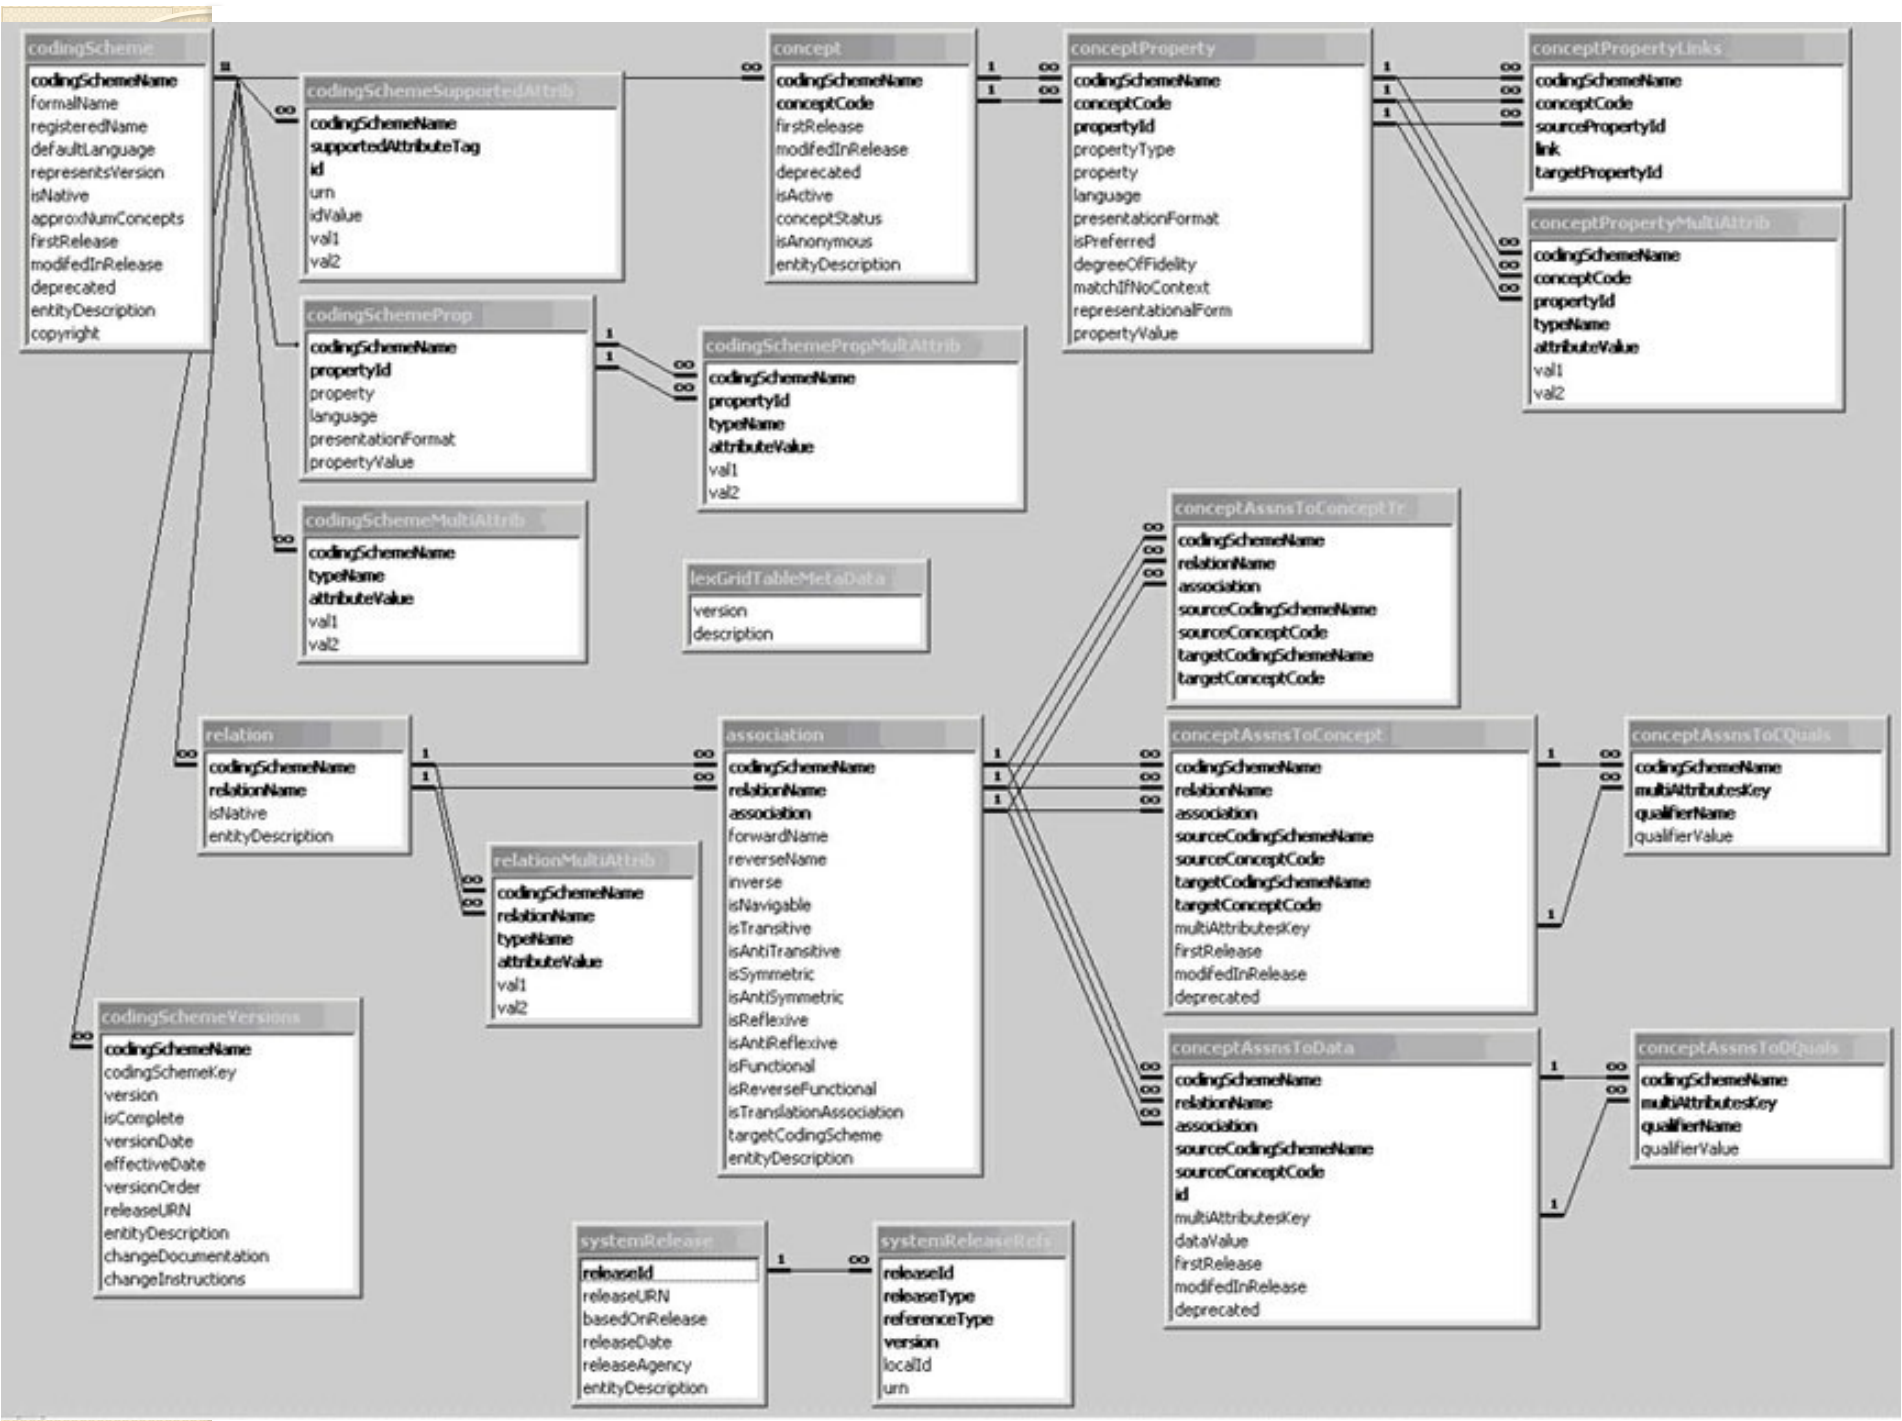 codingScheme
codingSchemeName
formalName
registeredName
defaultLanguage
representsVersion
isNative
approxNumConcepts
firstRelease
modifedInRelease
deprecated
entityDescription
copyright
codingSchemeSupportedAttrib
codingSchemeName
supportedAttributeTag
id
urn
idValue
val1
val2
concept
codingSchemeName
conceptCode
firstRelease
modifedInRelease
deprecated
isActive
conceptStatus
isAnonymous
entityDescription
conceptProperty
codingSchemeName
conceptCode
propertyId
propertyType
property
language
presentationFormat
isPreferred
degreeOfFidelity
matchIfNoContext
representationalForm
propertyValue
conceptPropertyLinks
codingSchemeName
conceptCode
sourcePropertyId
link
targetPropertyId
conceptPropertyMultiAttrib
codingSchemeName
conceptCode
propertyId
typeName
attributeValue
val1
val2
codingSchemeProp
codingSchemeName
propertyId
property
language
presentationFormat
propertyValue
codingSchemePropMultAttrib
codingSchemeName
propertyId
typeName
attributeValue
val1
val2
codingSchemeMultiAttrib
codingSchemeName
typeName
attributeValue
val1
val2
lexGridTableMetaData
version
description
conceptAssnsToConceptTr
codingSchemeName
relationName
association
sourceCodingSchemeName
sourceConceptCode
targetCodingSchemeName
targetConceptCode
relation
codingSchemeName
relationName
isNative
entityDescription
relationMultiAttrib
codingSchemeName
relationName
typeName
attributeValue
val1
val2
association
codingSchemeName
relationName
association
forwardName
reverseName
inverse
isNavigable
isTransitive
isAntiTransitive
isSymmetric
isAntiSymmetric
isReflexive
isAntiReflexive
isFunctional
isReverseFunctional
isTranslationAssociation
targetCodingScheme
entityDescription
conceptAssnsToConcept
codingSchemeName
relationName
association
sourceCodingSchemeName
sourceConceptCode
targetCodingSchemeName
targetConceptCode
multiAttributesKey
firstRelease
modifedInRelease
deprecated
conceptAssnsToCQuals
codingSchemeName
multiAttributesKey
qualifierName
qualifierValue
codingSchemeVersions
codingSchemeName
codingSchemeKey
version
isComplete
versionDate
effectiveDate
versionOrder
releaseURN
entityDescription
changeDocumentation
changeInstructions
conceptAssnsToData
codingSchemeName
relationName
association
sourceCodingSchemeName
sourceConceptCode
id
multiAttributesKey
dataValue
firstRelease
modifedInRelease
deprecated
conceptAssnsToDQuals
codingSchemeName
multiAttributesKey
qualifierName
qualifierValue
systemRelease
releaseId
releaseURN
basedOnRelease
releaseDate
releaseAgency
entityDescription
systemReleaseRefs
releaseId
releaseType
referenceType
version
localId
urn